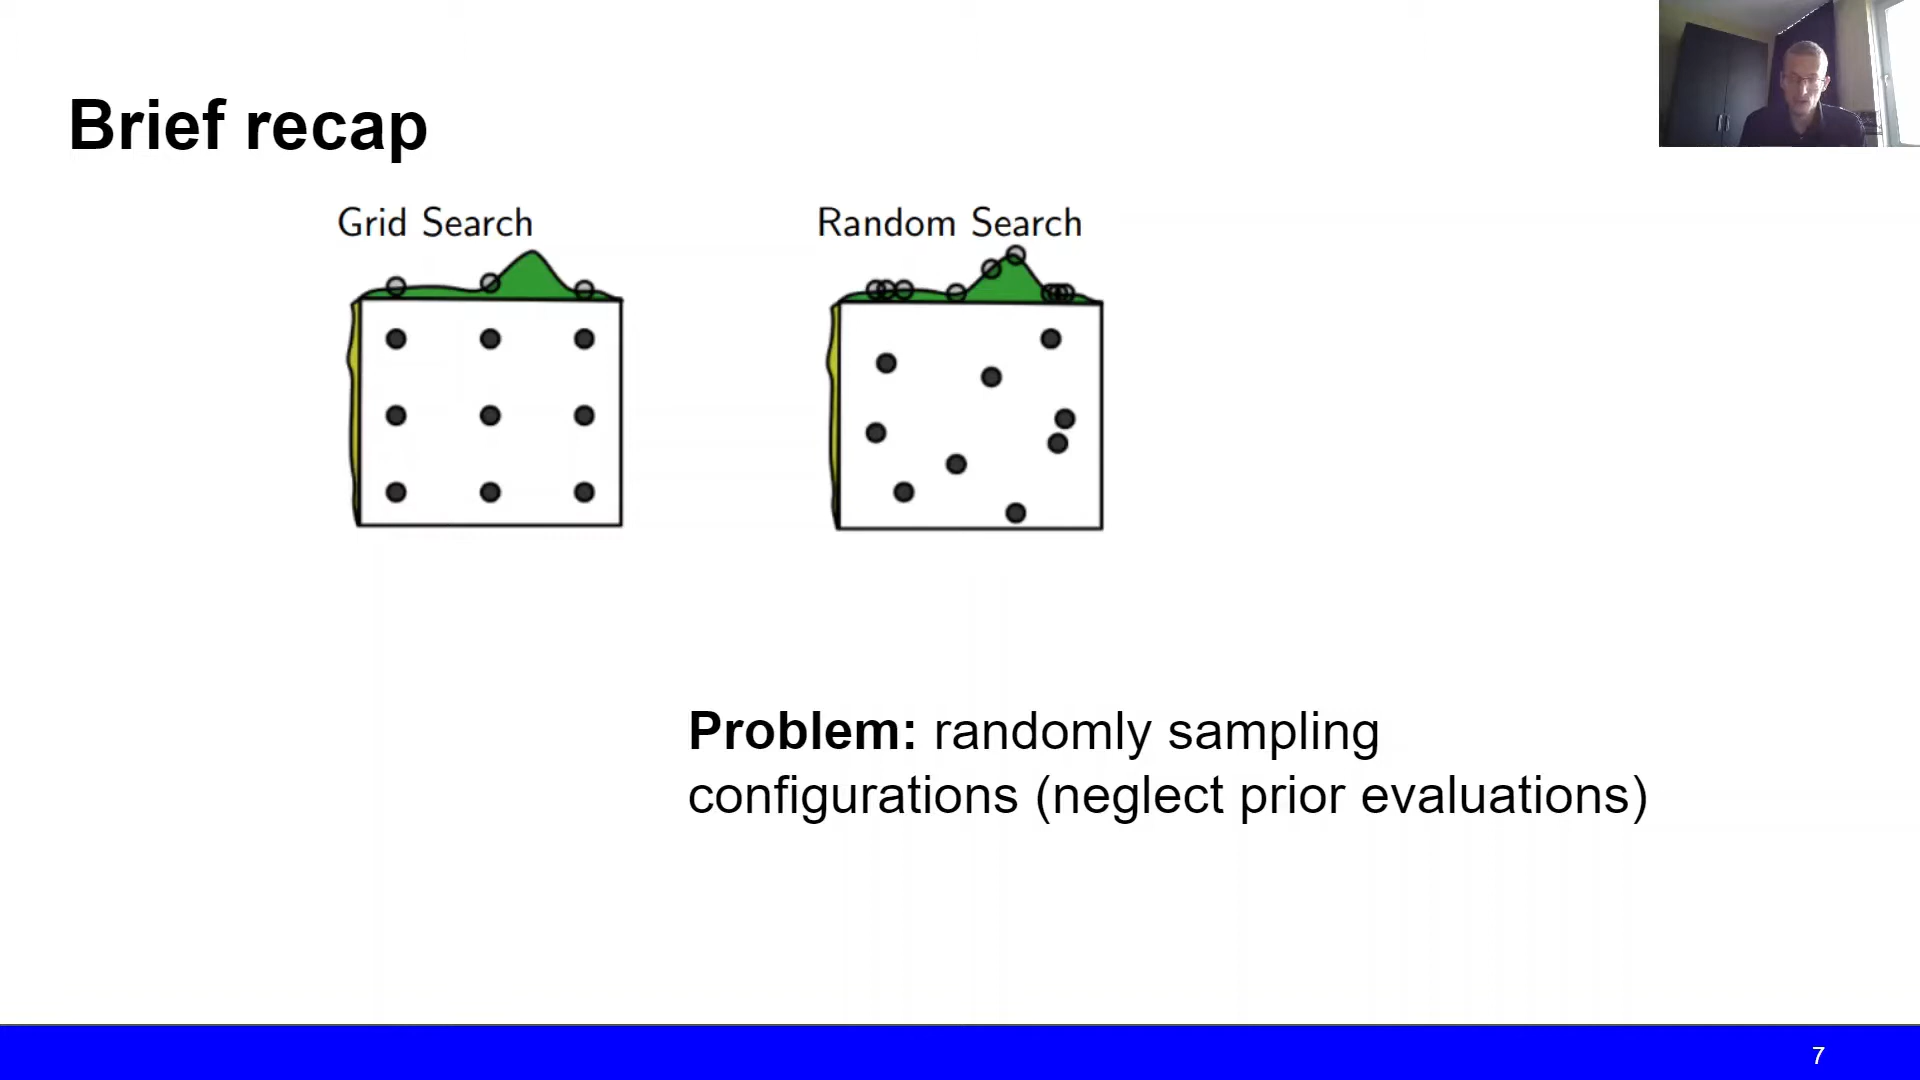 Brief recap
Grid Search
Random Search
Problem: randomly sampling
configurations (neglect prior evaluations)
7